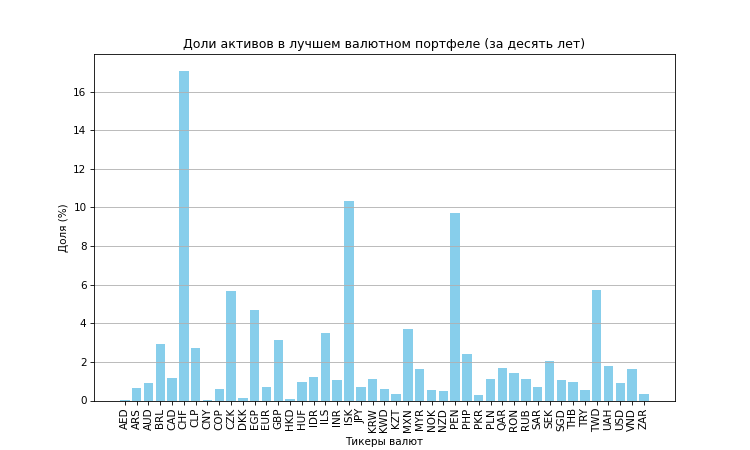 Доли активов в лучшем валютном портфеле (за десять лет)
Доля (%)
16
14
12
10
8
6
4
2
0
AED
ARS
AUD
BRL
CAD
CHF
CLP
CNY
COP
CZK
DKK
EGP
EUR
GBP
HKD
HUF
IDR
ILS
INR
ISK
JPY
KRW
KWD
KZT
MXN
MYR
NOK
NZD
PEN
PHP
PKR
PLN
QAR
RON
RUB
SAR
SEK
SGD
THB
TRY
TWD
UAH
USD
VND
ZAR
Тикеры валют